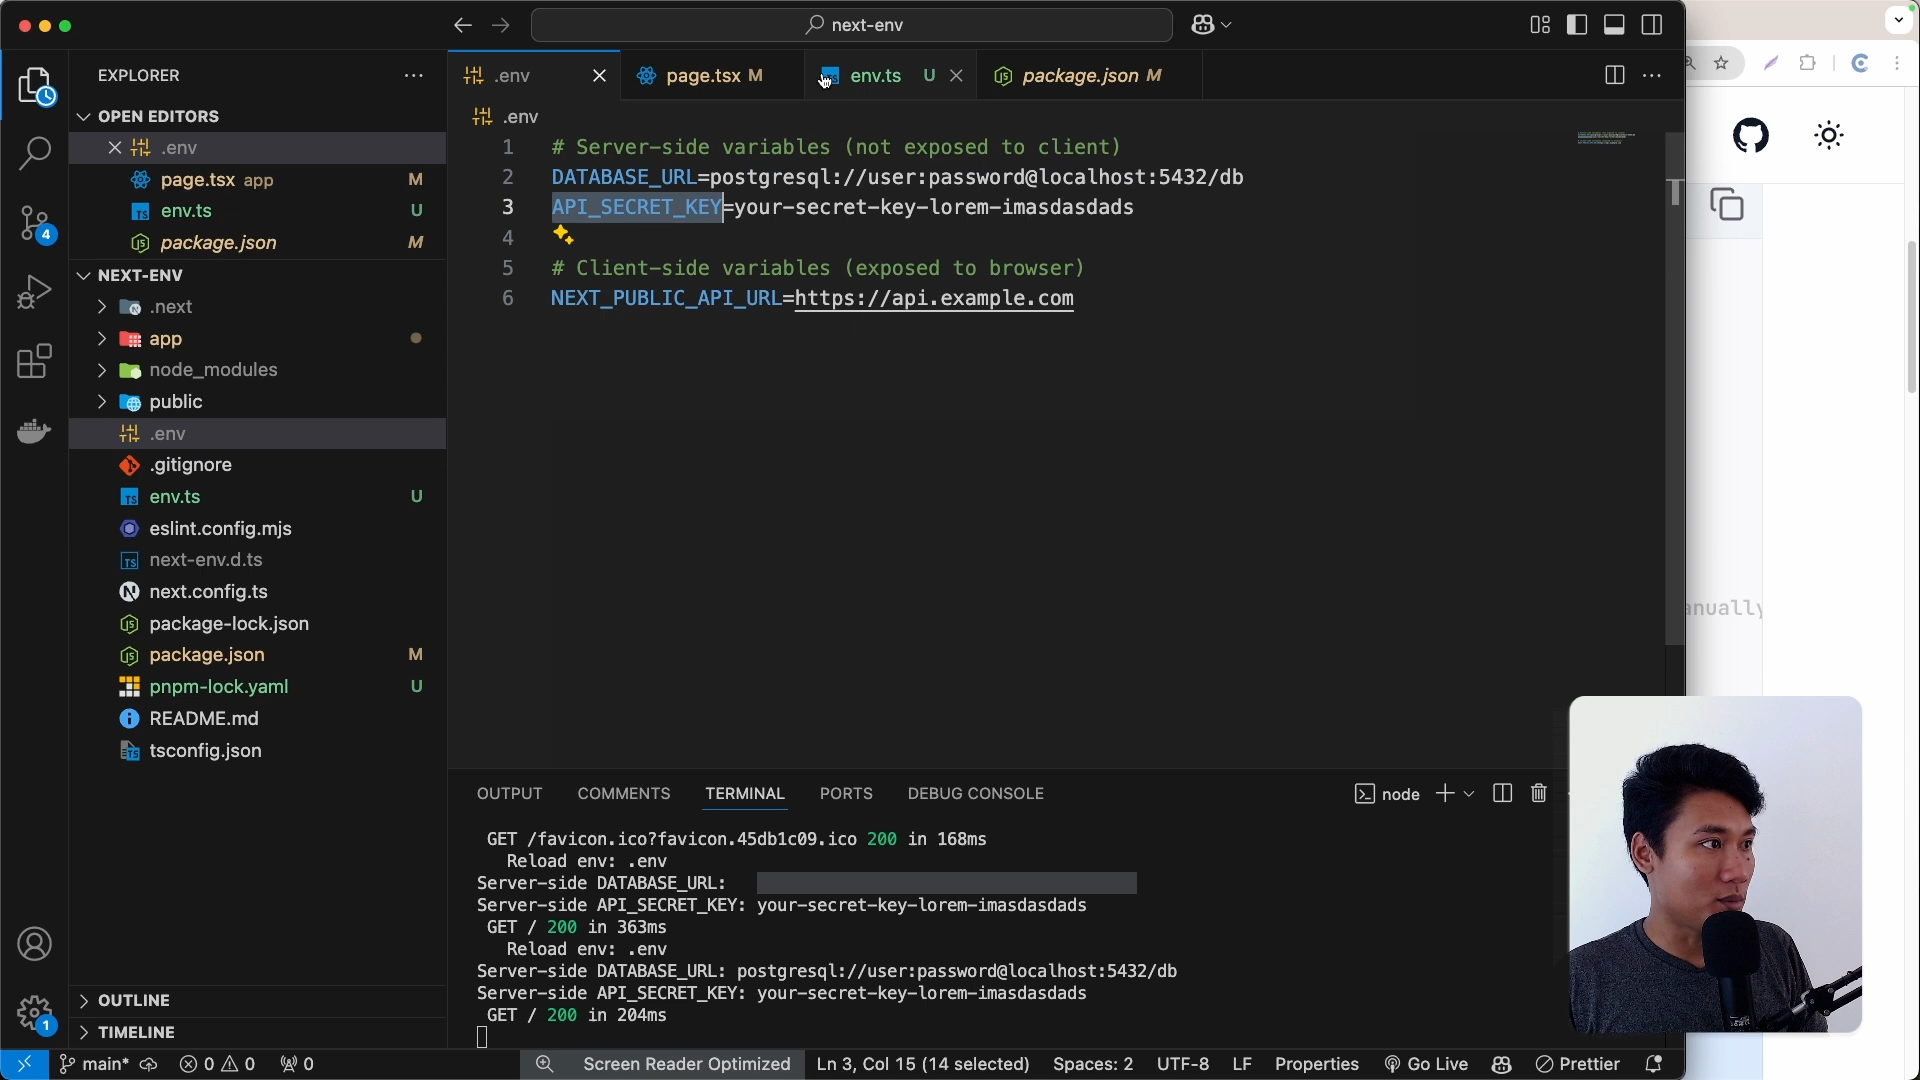 next-env
EXPLORER
OPEN EDITORS
.env
page.tsx app M
env.ts U
package.json M
NEXT-ENV
.next
app
node_modules
public
.env
.gitignore
env.ts U
eslint.config.mjs
next-env.d.ts
next.config.ts
package-lock.json
package.json M
pnpm-lock.yaml U
README.md
tsconfig.json
OUTLINE
TIMELINE
4
1
.env
page.tsx M
env.ts U
package.json M
.env
1 # Server-side variables (not exposed to client)
2 DATABASE_URL=postgresql://user:password@localhost:5432/db
3 API_SECRET_KEY=your-secret-key-lorem-imasdasdads
4
5 # Client-side variables (exposed to browser)
6 NEXT_PUBLIC_API_URL=https://api.example.com
OUTPUT COMMENTS TERMINAL PORTS DEBUG CONSOLE
node
GET /favicon.ico?favicon.45db1c09.ico 200 in 168ms
Reload env: .env
Server-side DATABASE_URL:
Server-side API_SECRET_KEY: your-secret-key-lorem-imasdasdads
GET / 200 in 363ms
Reload env: .env
Server-side DATABASE_URL: postgresql://user:password@localhost:5432/db
Server-side API_SECRET_KEY: your-secret-key-lorem-imasdasdads
GET / 200 in 204ms
main* 0 0 0
Screen Reader Optimized Ln 3, Col 15 (14 selected) Spaces: 2 UTF-8 LF Properties Go Live Prettier